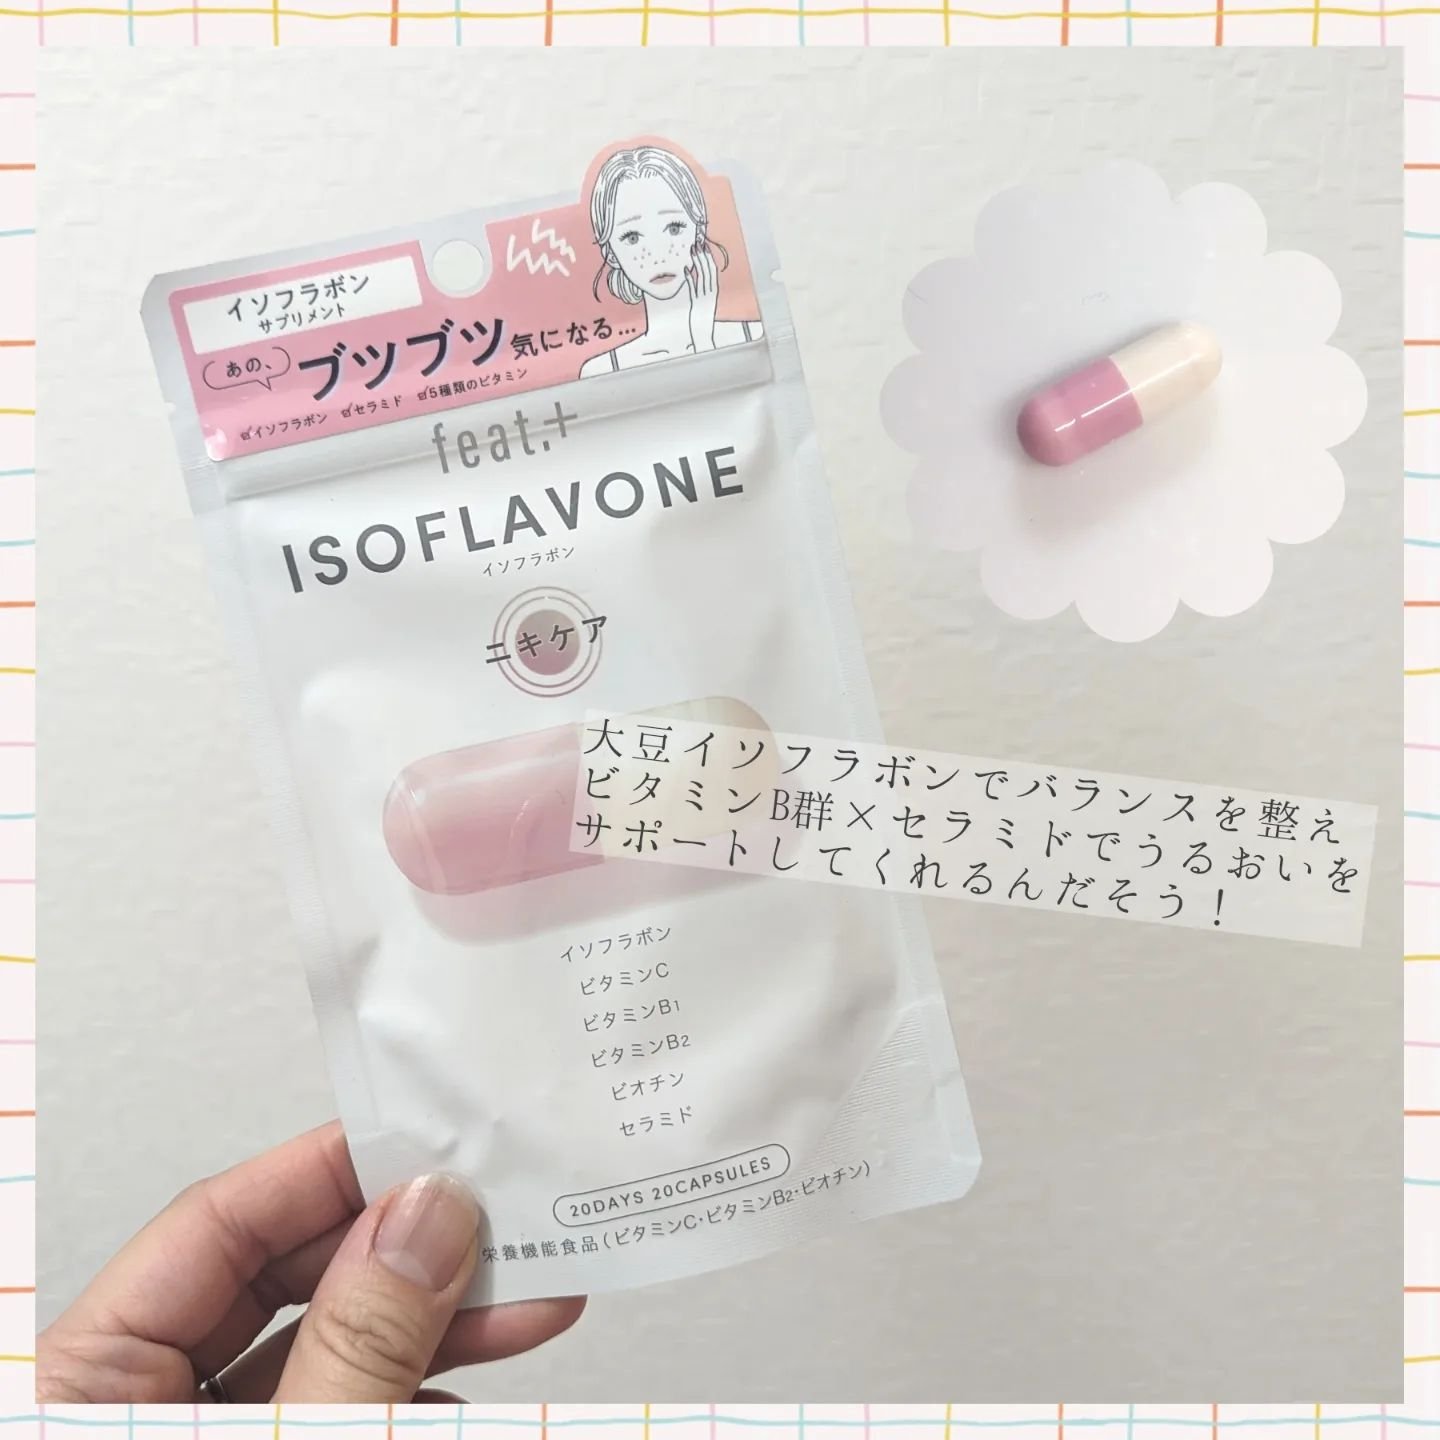 イソフラボン
サプリメント
あの、
ブツブツ気になる…
☑イソフラボン ☑セラミド ☑5種類のビタミン
feat.+
ISOFLAVONE
イソフラボン
ニキケア
大豆イソフラボンでバランスを整え
ビタミンB群×セラミドでうるおいを
サポートしてくれるんだそう！
イソフラボン
ビタミンC
ビタミンB1
ビタミンB2
ビオチン
セラミド
20DAYS 20CAPSULES
栄養機能食品(ビタミンC・ビタミンB2・ビオチン)